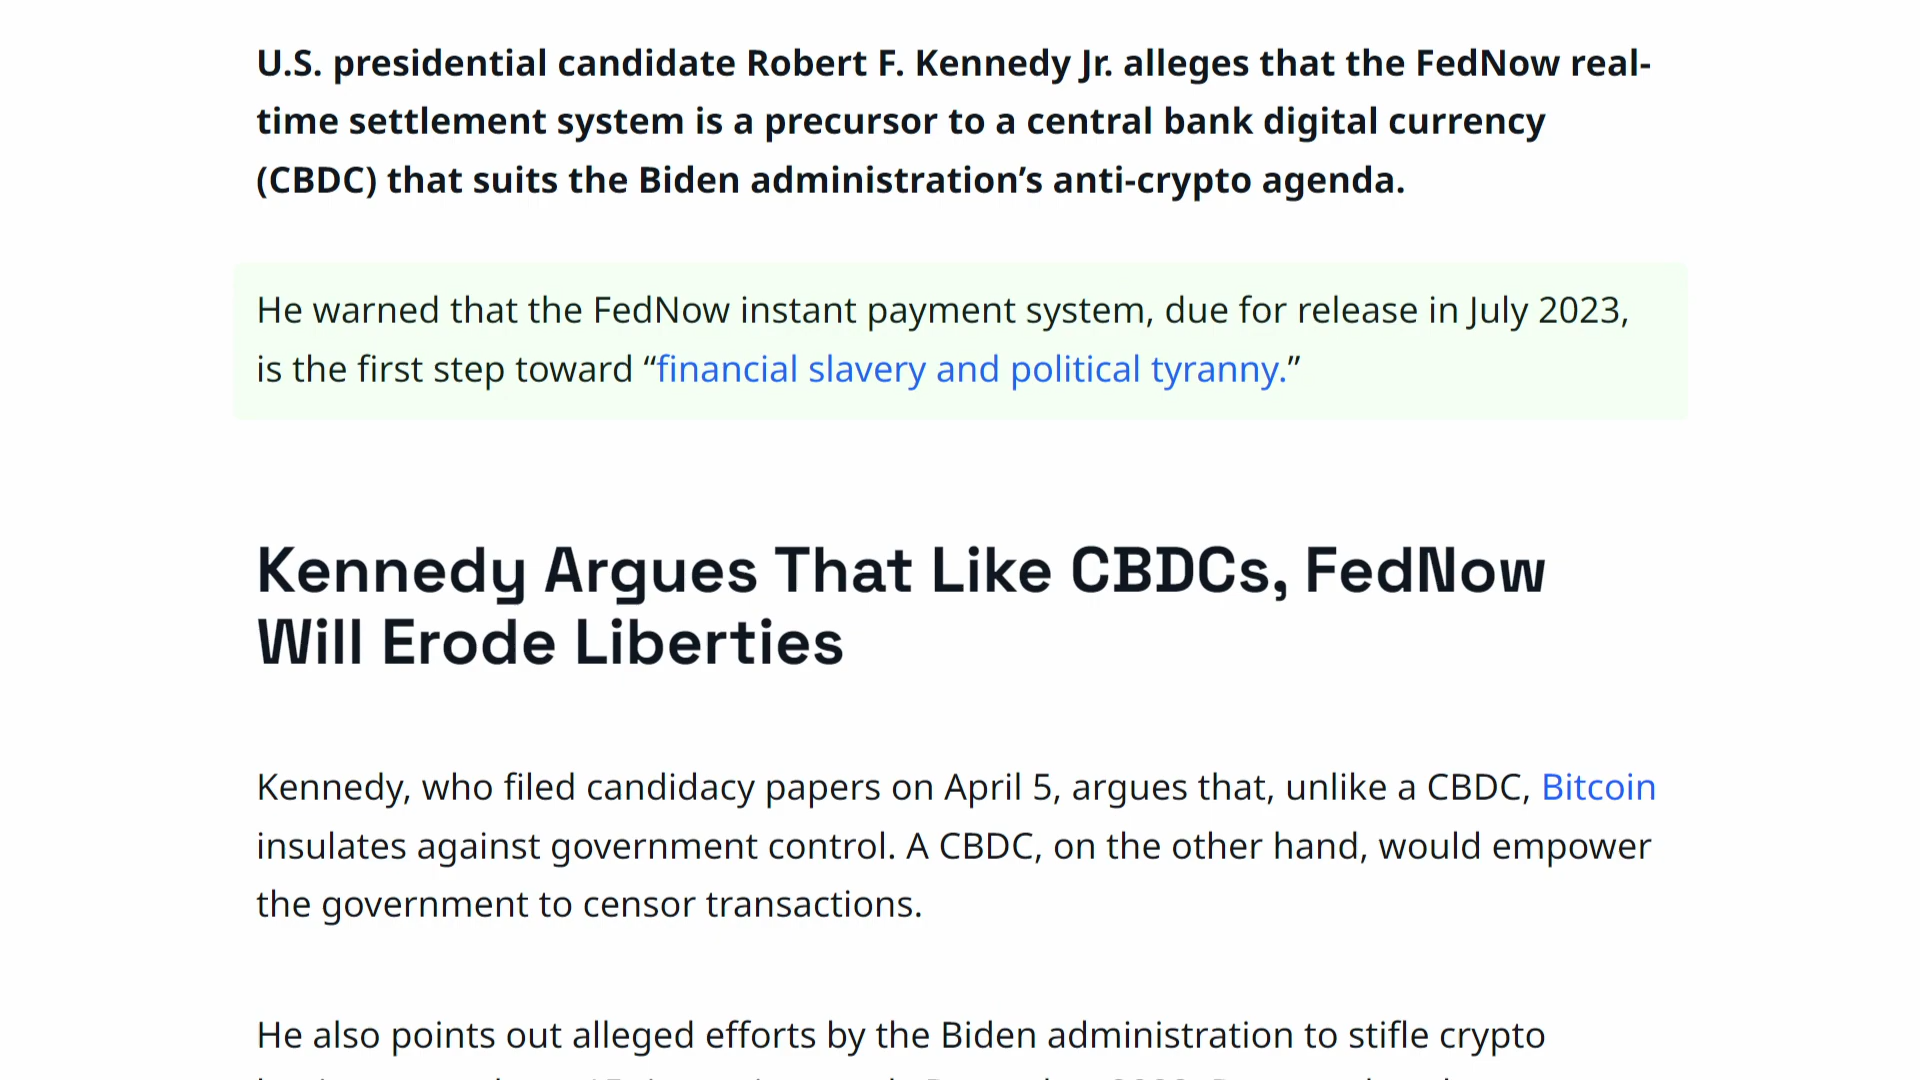 U.S. presidential candidate Robert F. Kennedy Jr. alleges that the FedNow real-
time settlement system is a precursor to a central bank digital currency
(CBDC) that suits the Biden administration’s anti-crypto agenda.
He warned that the FedNow instant payment system, due for release in July 2023,
is the first step toward “financial slavery and political tyranny.”
Kennedy Argues That Like CBDCs, FedNow
Will Erode Liberties
Kennedy, who filed candidacy papers on April 5, argues that, unlike a CBDC, Bitcoin
insulates against government control. A CBDC, on the other hand, would empower
the government to censor transactions.
He also points out alleged efforts by the Biden administration to stifle crypto